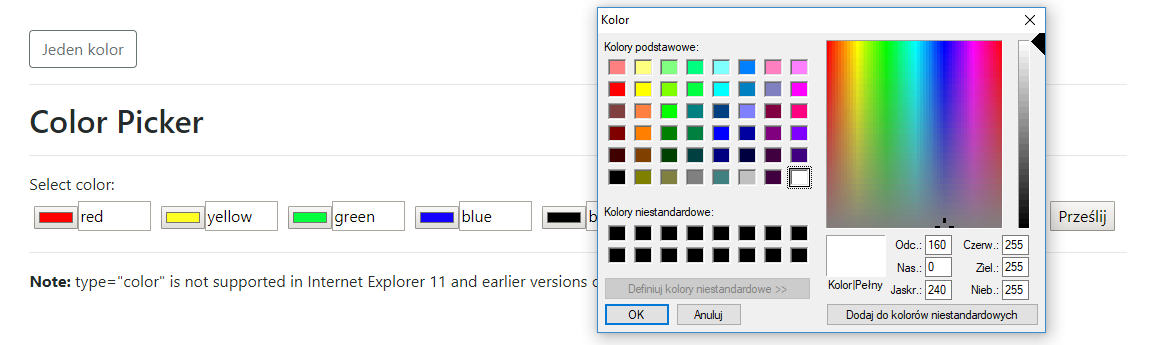 Jeden kolor
Color Picker
Select color:
red yellow green blue b
Prześlij
Note: type="color" is not supported in Internet Explorer 11 and earlier versions
Kolor
Kolory podstawowe:
Kolory niestandardowe:
Definiuj kolory niestandardowe >>
OK Anuluj
Kolor|Pełny
Odc.: 160 Czerw.: 255
Nas.: 0 Ziel.: 255
Jaskr.: 240 Nieb.: 255
Dodaj do kolorów niestandardowych